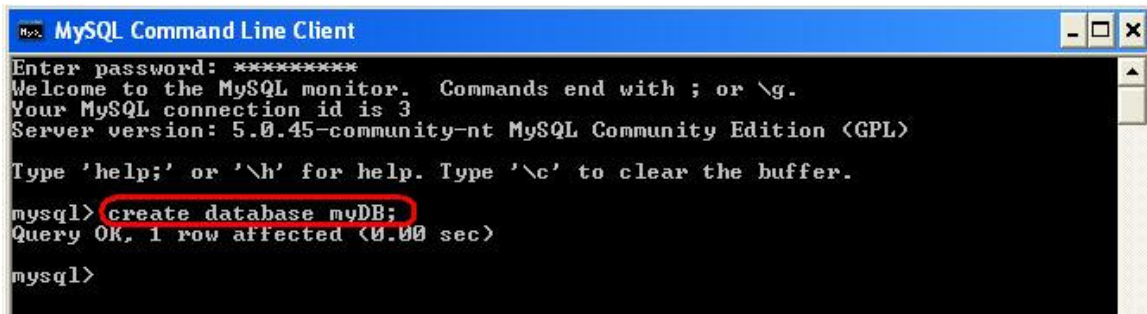 MySQL Command Line Client
Enter password: *********
Welcome to the MySQL monitor.  Commands end with ; or \g.
Your MySQL connection id is 3
Server version: 5.0.45-community-nt MySQL Community Edition (GPL)
Type 'help;' or '\h' for help. Type '\c' to clear the buffer.
mysql> create database myDB;
Query OK, 1 row affected (0.00 sec)
mysql>